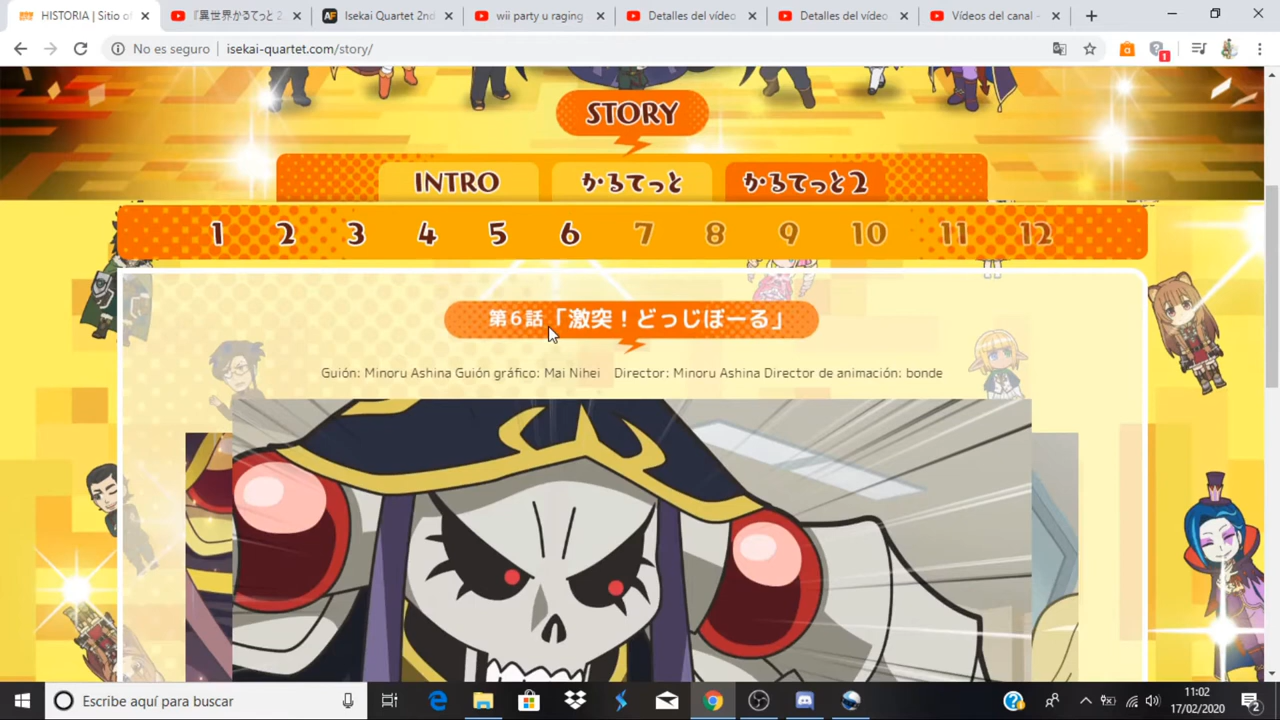 HISTORIA | Sitio of
『異世界かるてっと 2
Isekai Quartet 2nd
wii party u raging
Detalles del vídeo
Detalles del vídeo
Vídeos del canal -
No es seguro
isekai-quartet.com/story/
1
STORY
INTRO
かるてっと
かるてっと2
1 2 3 4 5 6 7 8 9 10 11 12
第6話「激突！どっじぼーる」
Guión: Minoru Ashina Guión gráfico: Mai Nihei Director: Minoru Ashina Director de animación: bonde
Escribe aquí para buscar
11:02
17/02/2020
2